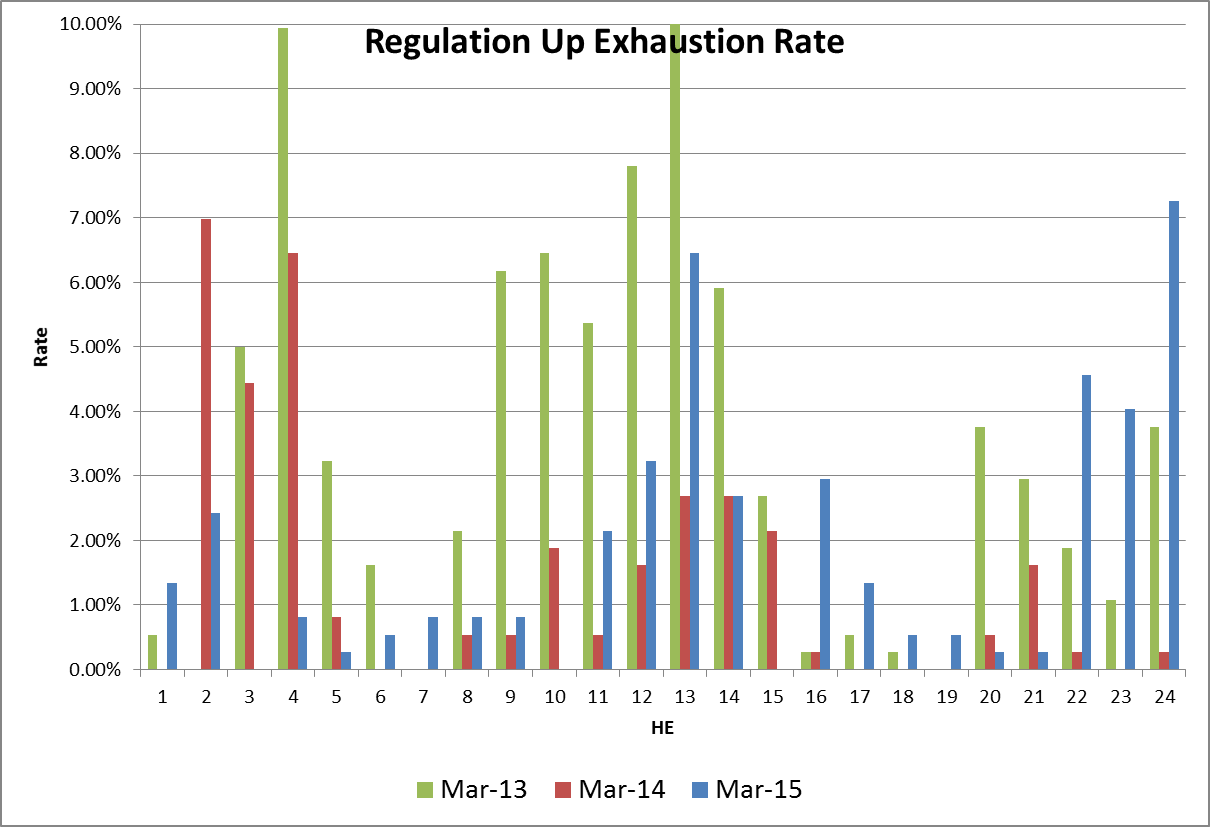 Regulation Up Exhaustion Rate
10.00%
9.00%
8.00%
7.00%
6.00%
5.00%
4.00%
3.00%
2.00%
1.00%
0.00%
Rate
1 2 3 4 5 6 7 8 9 10 11 12 13 14 15 16 17 18 19 20 21 22 23 24
HE
Mar-13 Mar-14 Mar-15